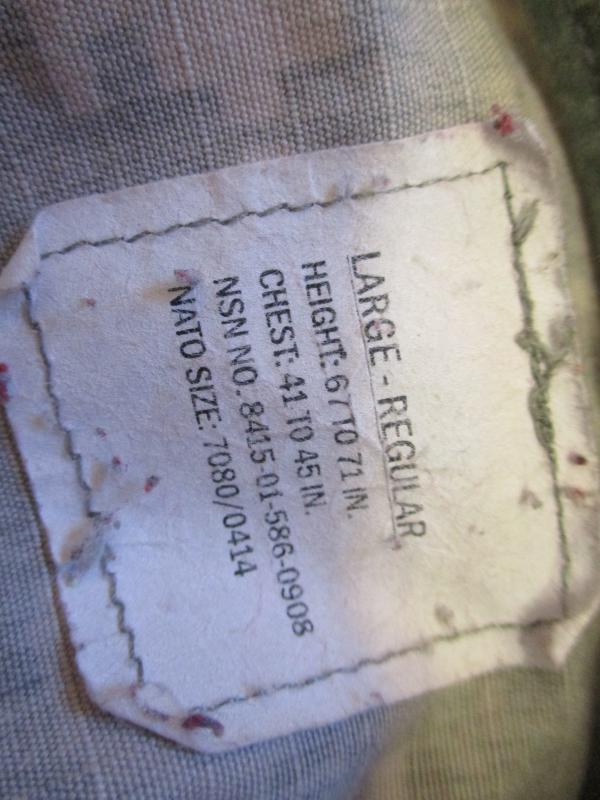 LARGE - REGULAR
HEIGHT: 67 TO 71 IN.
CHEST: 41 TO 45 IN.
NSN NO.: 8415-01-586-0908
NATO SIZE: 7080/0414